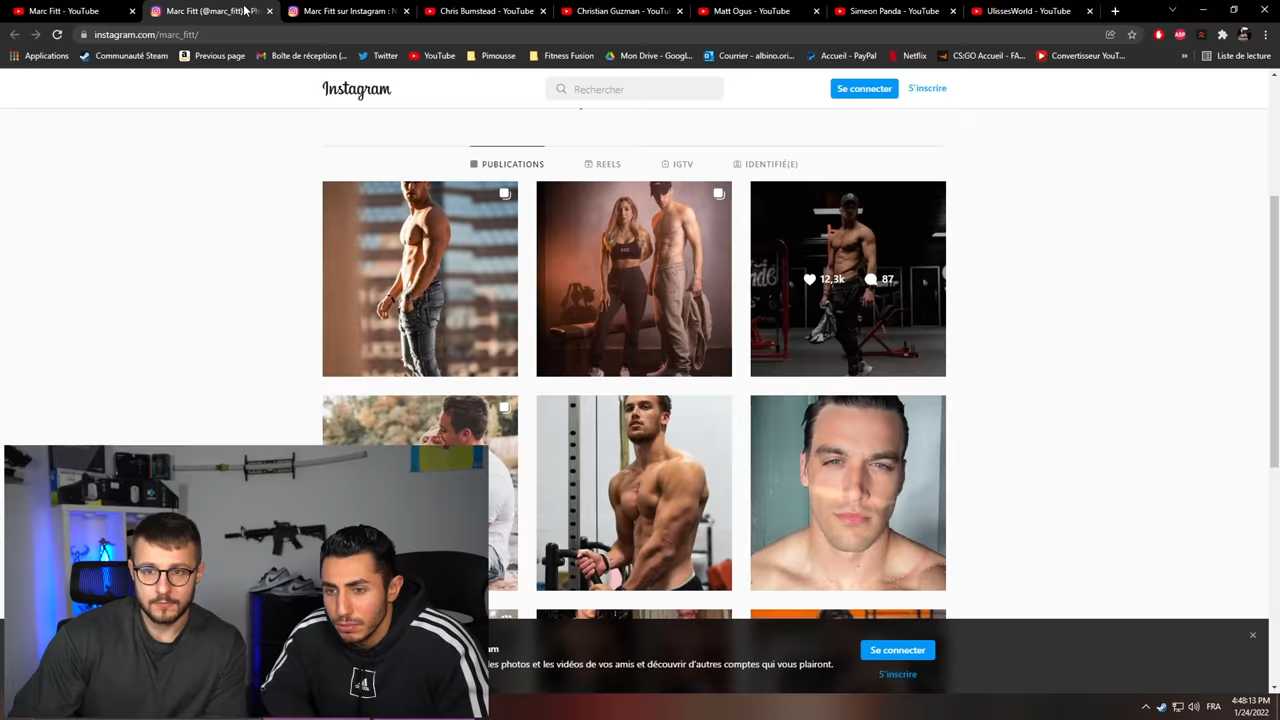 Marc Fitt - YouTube
Marc Fitt (@marc_fitt)
Marc Fitt sur Instagram : N
Chris Bumstead - YouTube
Christian Guzman - YouTube
Matt Ogus - YouTube
Simeon Panda - YouTube
UlissesWorld - YouTube
instagram.com/marc_fitt/
Applications
Communauté Steam
Previous page
Boîte de réception (...
Twitter
YouTube
Pimousse
Fitness Fusion
Mon Drive - Googl...
Courrier - albino.ori...
Accueil - PayPal
Netflix
CS:GO Accueil - FA...
Convertisseur YouT...
»
Liste de lecture
Instagram
Rechercher
Se connecter
S'inscrire
PUBLICATIONS
REELS
IGTV
IDENTIFIÉ(E)
12,3k
87
am
les photos et les vidéos de vos amis et découvrir d'autres comptes qui vous plairont.
Se connecter
S'inscrire
FRA
4:48:13 PM
1/24/2022